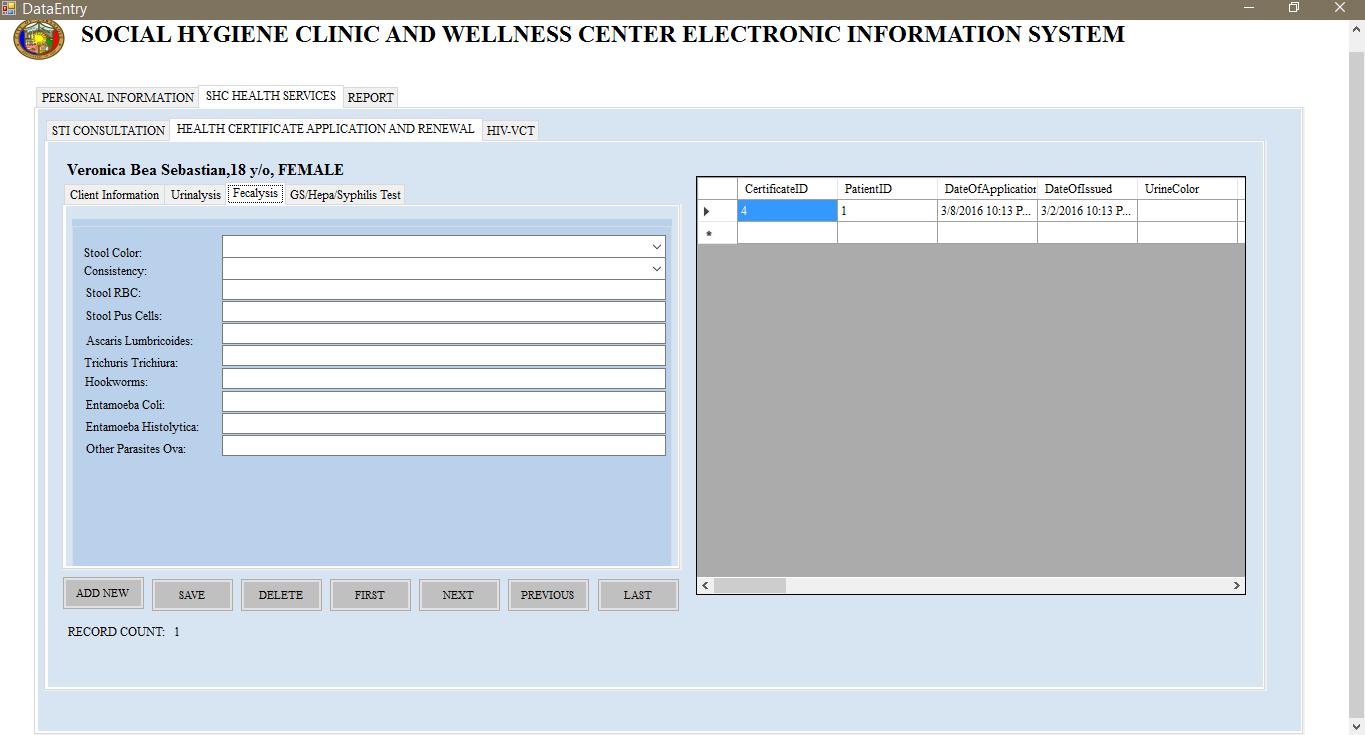 DataEntry
SOCIAL HYGIENE CLINIC AND WELLNESS CENTER ELECTRONIC INFORMATION SYSTEM
PERSONAL INFORMATION SHC HEALTH SERVICES REPORT
STI CONSULTATION HEALTH CERTIFICATE APPLICATION AND RENEWAL HIV-VCT
Veronica Bea Sebastian,18 y/o, FEMALE
Client Information Urinalysis Fecalysis GS/Hepa/Syphilis Test
Stool Color:
Consistency:
Stool RBC:
Stool Pus Cells:
Ascaris Lumbricoides:
Trichuris Trichiura:
Hookworms:
Entamoeba Coli:
Entamoeba Histolytica:
Other Parasites Ova:
CertificateID PatientID DateOfApplication DateOfIssued UrineColor
4 1 3/8/2016 10:13 P... 3/2/2016 10:13 P...
*
ADD NEW SAVE DELETE FIRST NEXT PREVIOUS LAST
RECORD COUNT: 1